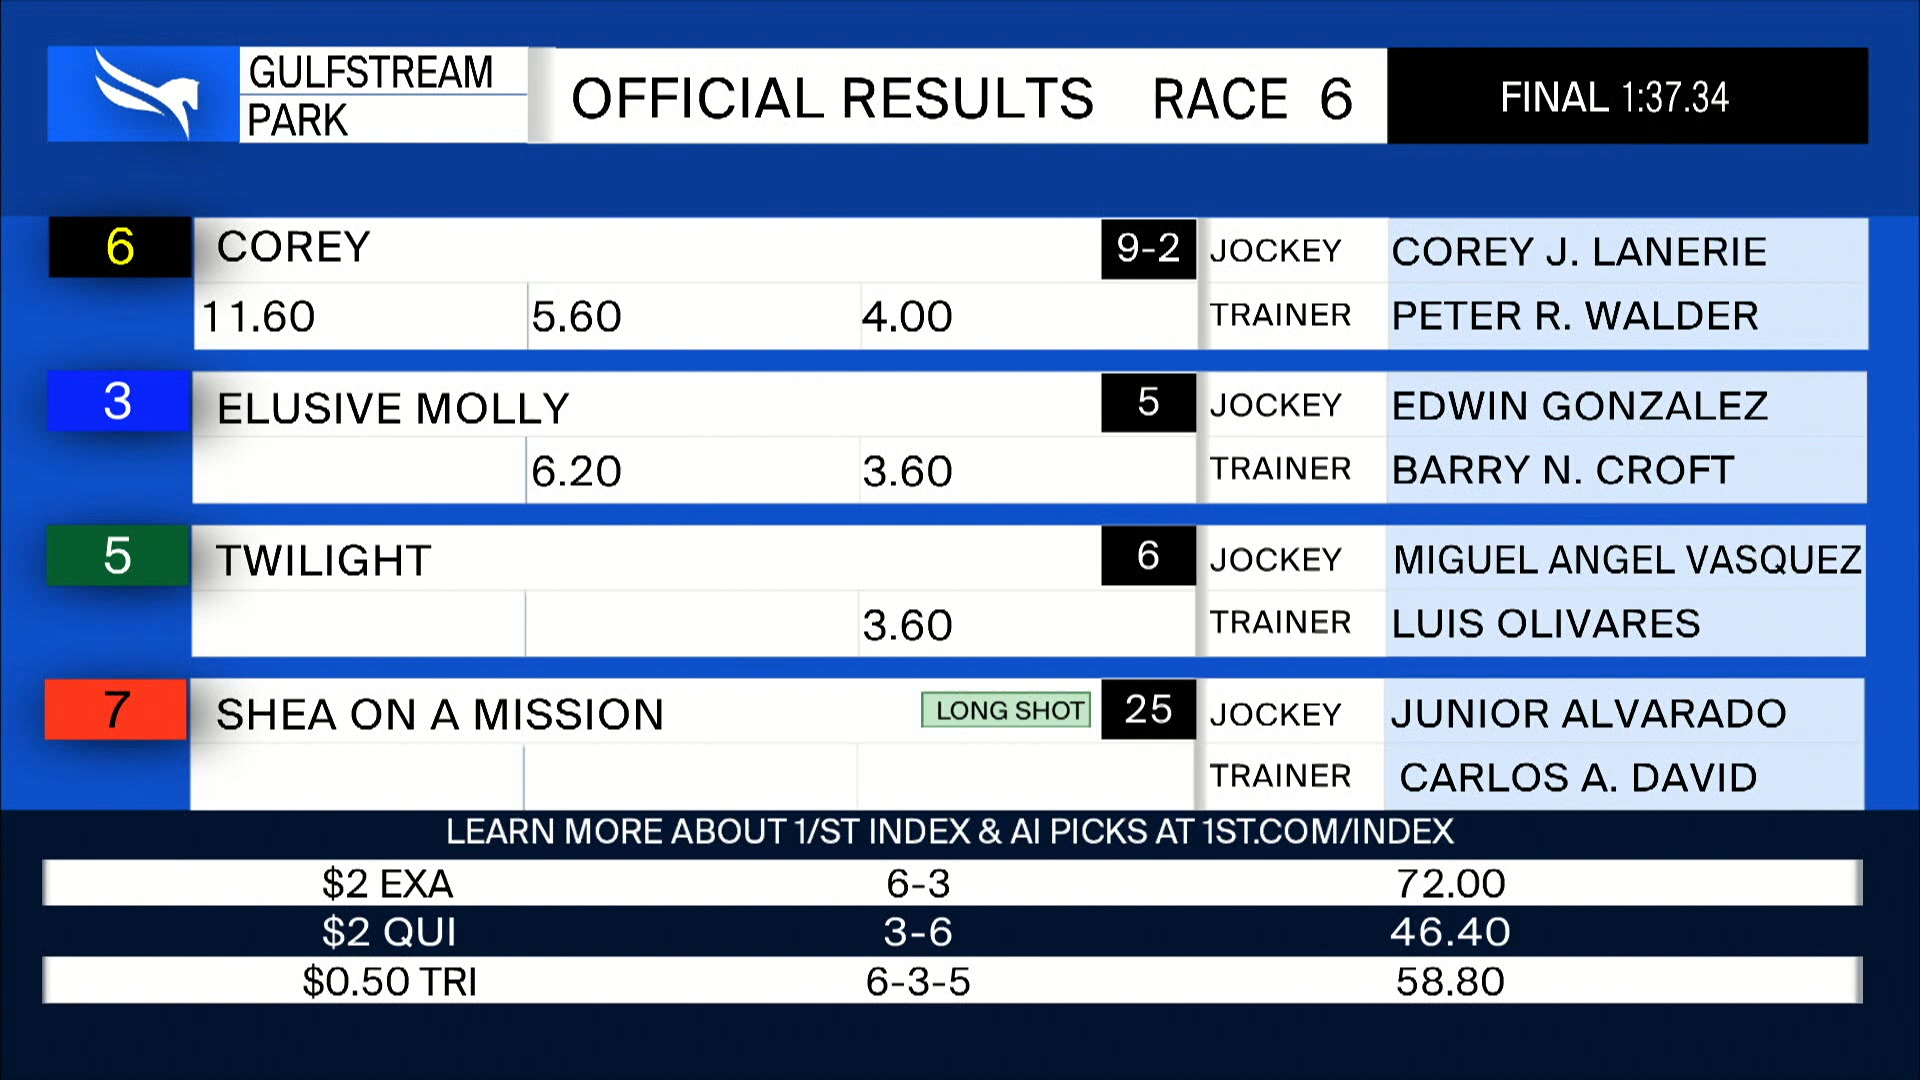 GULFSTREAM
PARK
OFFICIAL RESULTS RACE 6
FINAL 1:37.34
6 COREY 9-2 JOCKEY COREY J. LANERIE
11.60 5.60 4.00 TRAINER PETER R. WALDER
3 ELUSIVE MOLLY 5 JOCKEY EDWIN GONZALEZ
6.20 3.60 TRAINER BARRY N. CROFT
5 TWILIGHT 6 JOCKEY MIGUEL ANGEL VASQUEZ
3.60 TRAINER LUIS OLIVARES
7 SHEA ON A MISSION LONG SHOT 25 JOCKEY JUNIOR ALVARADO
TRAINER CARLOS A. DAVID
LEARN MORE ABOUT 1/ST INDEX & AI PICKS AT 1ST.COM/INDEX
$2 EXA 6-3 72.00
$2 QUI 3-6 46.40
$0.50 TRI 6-3-5 58.80